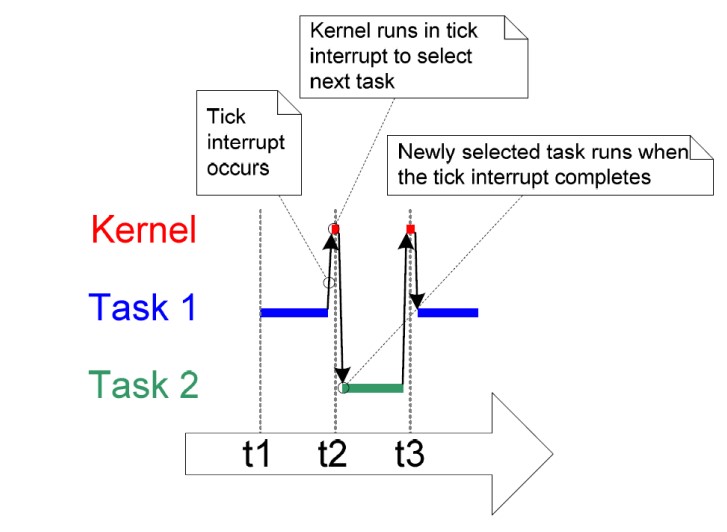 Kernel runs in tick
interrupt to select
next task
Tick
interrupt
occurs
Newly selected task runs when
the tick interrupt completes
Kernel
Task 1
Task 2
t1 t2 t3